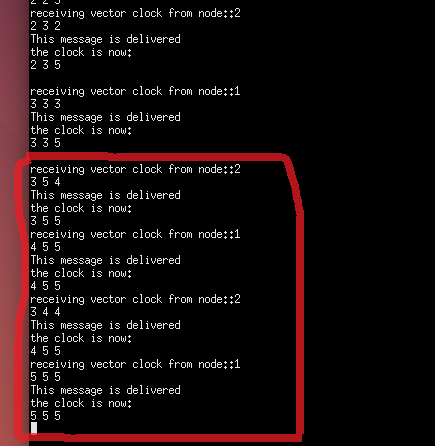 2 2 5
receiving vector clock from node::2
2 3 2
This message is delivered
the clock is now:
2 3 5
receiving vector clock from node::1
3 3 3
This message is delivered
the clock is now:
3 3 5
receiving vector clock from node::2
3 5 4
This message is delivered
the clock is now:
3 5 5
receiving vector clock from node::1
4 5 5
This message is delivered
the clock is now:
4 5 5
receiving vector clock from node::2
3 4 4
This message is delivered
the clock is now:
4 5 5
receiving vector clock from node::1
5 5 5
This message is delivered
the clock is now:
5 5 5